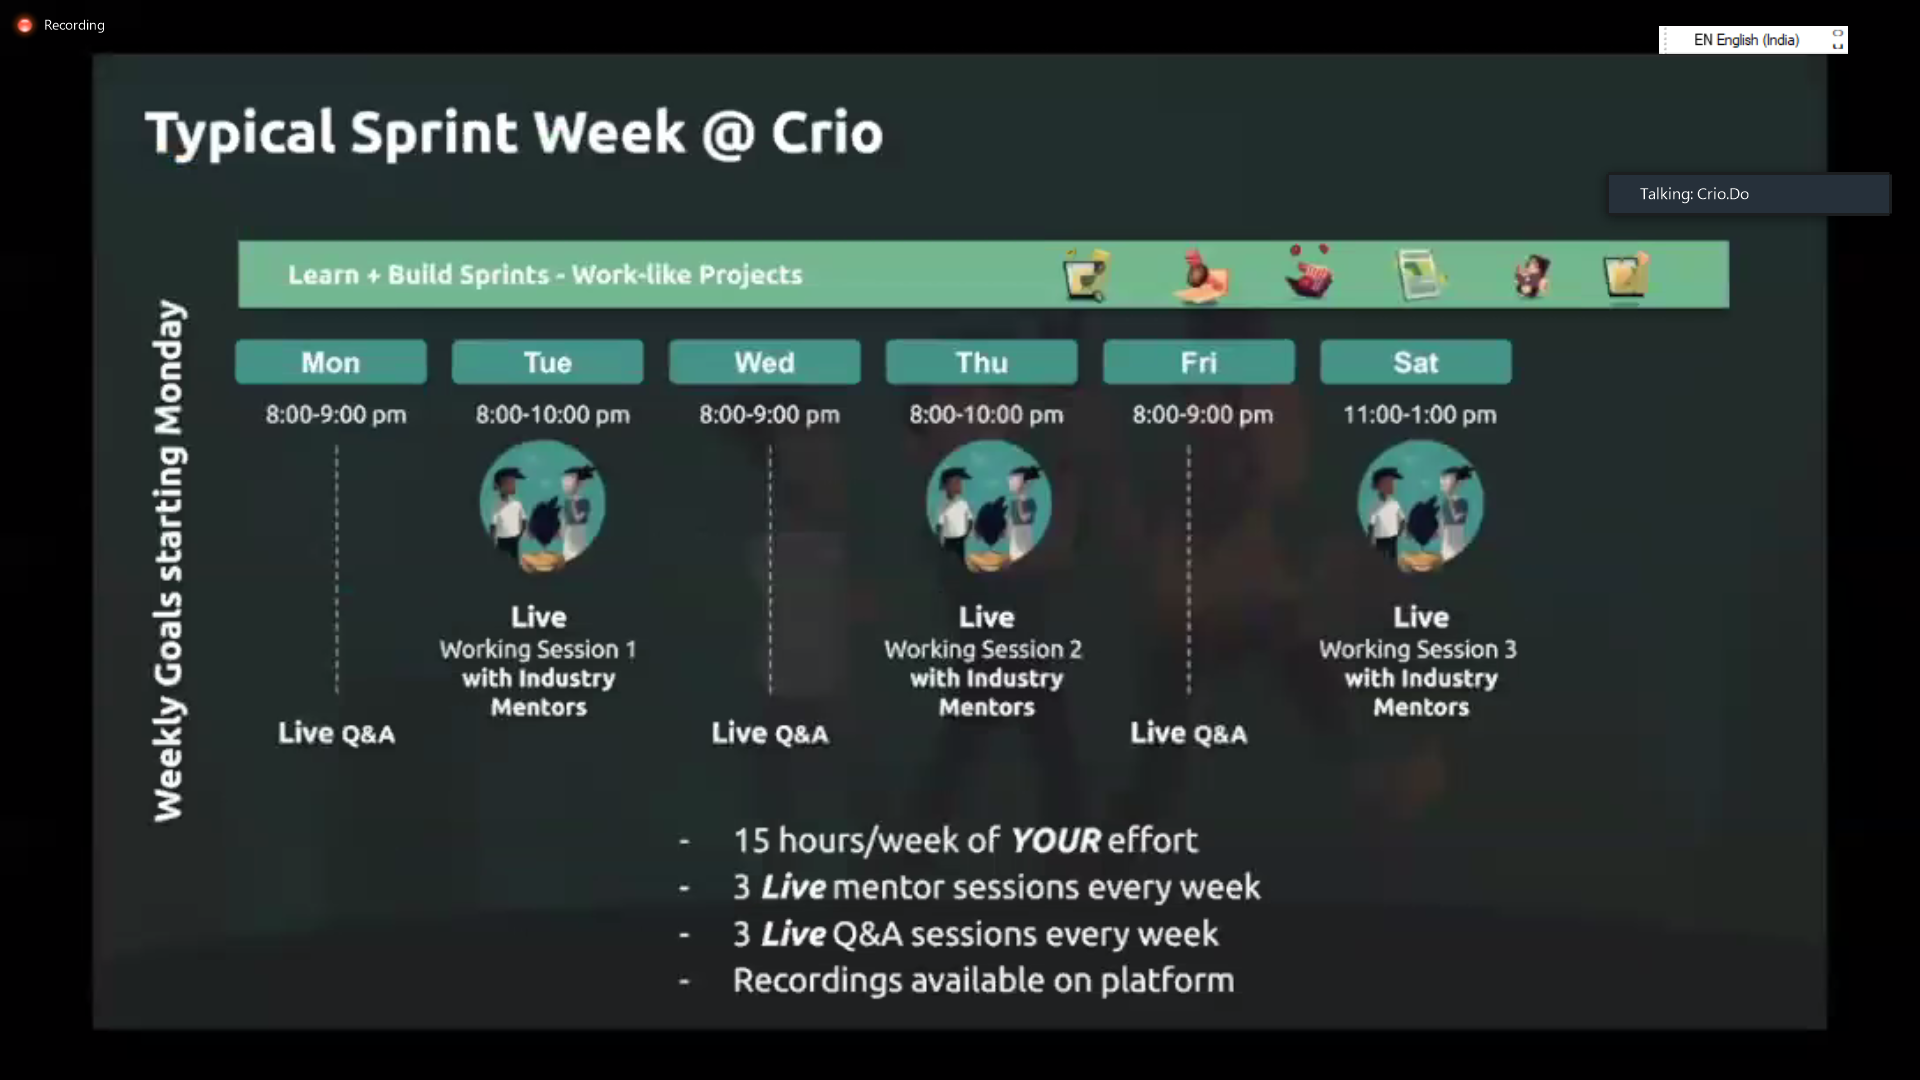 Recording
EN English (India)
Typical Sprint Week @ Crio
Talking: Crio.Do
Learn + Build Sprints - Work-like Projects
Weekly Goals starting Monday
Mon Tue Wed Thu Fri Sat
8:00-9:00 pm 8:00-10:00 pm 8:00-9:00 pm 8:00-10:00 pm 8:00-9:00 pm 11:00-1:00 pm
Live
Working Session 1
with Industry
Mentors
Live
Working Session 2
with Industry
Mentors
Live
Working Session 3
with Industry
Mentors
Live Q&A Live Q&A Live Q&A
- 15 hours/week of YOUR effort
- 3 Live mentor sessions every week
- 3 Live Q&A sessions every week
- Recordings available on platform